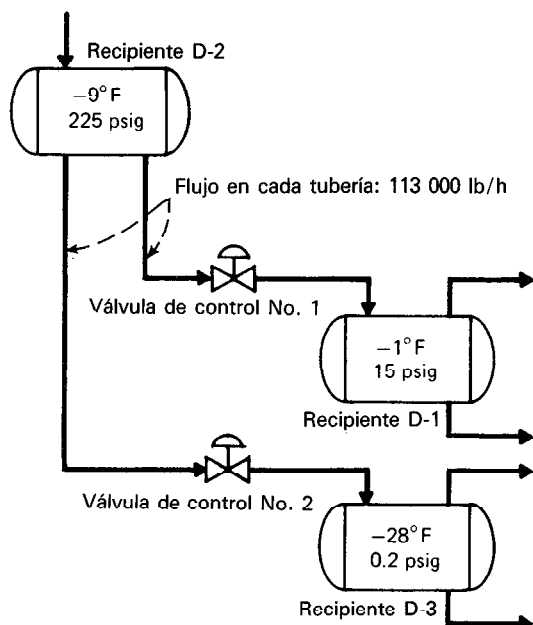 Recipiente D-2
−9°F
225 psig
Flujo en cada tubería: 113 000 lb/h
Válvula de control No. 1
−1°F
15 psig
Recipiente D-1
Válvula de control No. 2
−28°F
0.2 psig
Recipiente D-3